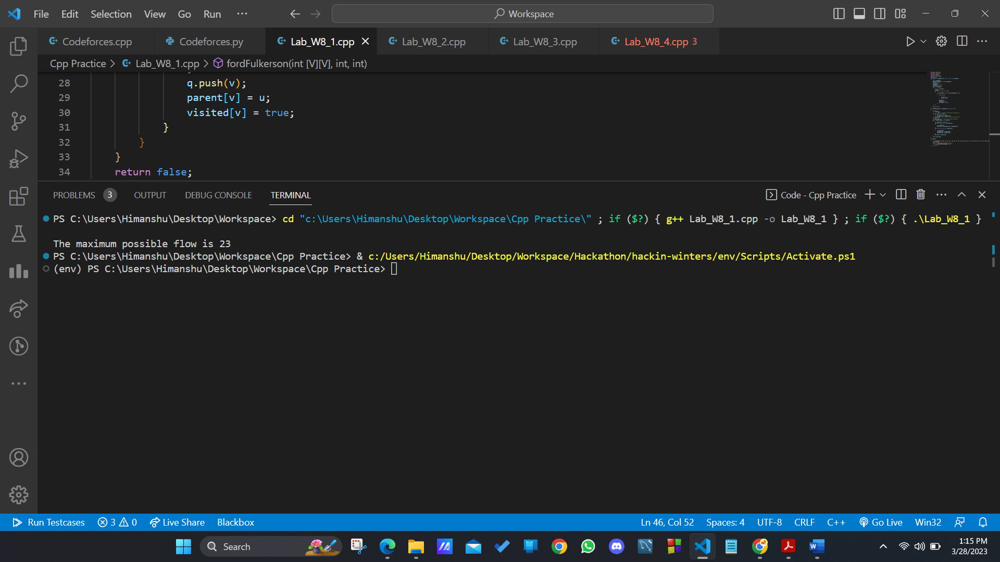 File Edit Selection View Go Run ··· Workspace
Codeforces.cpp Codeforces.py Lab_W8_1.cpp Lab_W8_2.cpp Lab_W8_3.cpp Lab_W8_4.cpp 3
Cpp Practice > Lab_W8_1.cpp > fordFulkerson(int [V][V], int, int)
28 q.push(v);
29 parent[v] = u;
30 visited[v] = true;
31 }
32 }
33 }
34 return false;
PROBLEMS 3 OUTPUT DEBUG CONSOLE TERMINAL Code - Cpp Practice
PS C:\Users\Himanshu\Desktop\Workspace> cd "c:\Users\Himanshu\Desktop\Workspace\Cpp Practice\" ; if ($?) { g++ Lab_W8_1.cpp -o Lab_W8_1 } ; if ($?) { .\Lab_W8_1 }
The maximum possible flow is 23
PS C:\Users\Himanshu\Desktop\Workspace\Cpp Practice> & c:/Users/Himanshu/Desktop/Workspace/Hackathon/hackin-winters/env/Scripts/Activate.ps1
(env) PS C:\Users\Himanshu\Desktop\Workspace\Cpp Practice>
Run Testcases 3 0 Live Share Blackbox Ln 46, Col 52 Spaces: 4 UTF-8 CRLF C++ Go Live Win32
Search 1:15 PM
3/28/2023